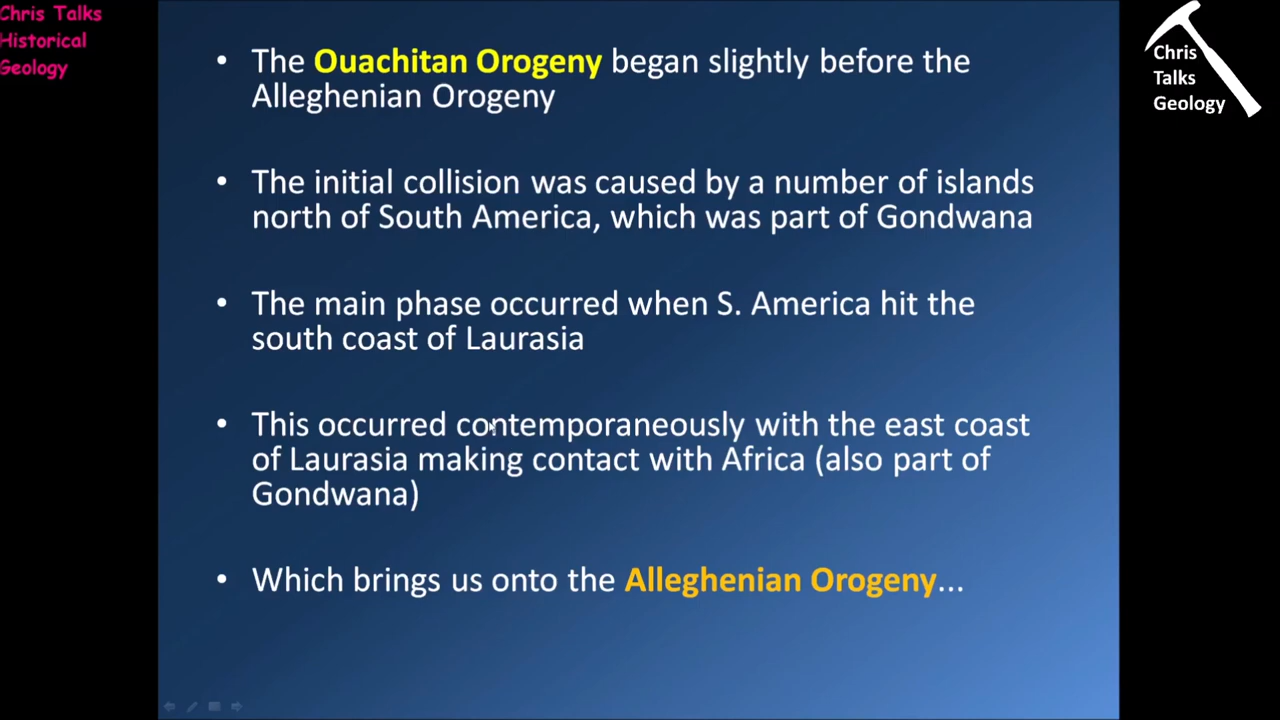 Chris Talks
Historical
Geology
Chris
Talks
Geology
• The Ouachitan Orogeny began slightly before the
Alleghenian Orogeny
• The initial collision was caused by a number of islands
north of South America, which was part of Gondwana
• The main phase occurred when S. America hit the
south coast of Laurasia
• This occurred contemporaneously with the east coast
of Laurasia making contact with Africa (also part of
Gondwana)
• Which brings us onto the Alleghenian Orogeny...